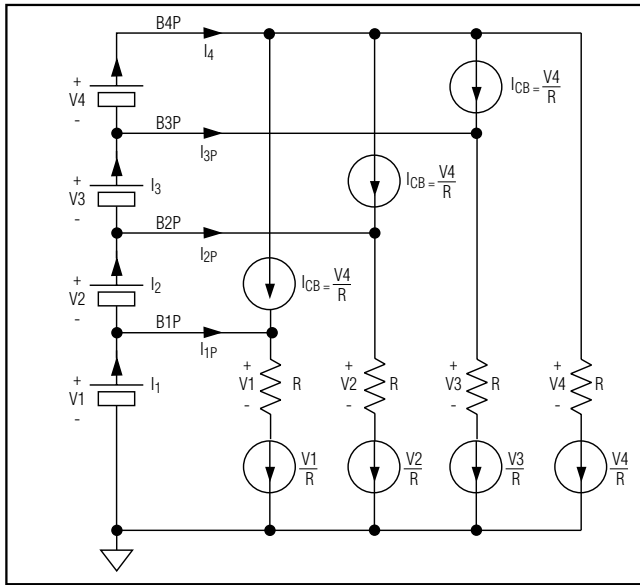 B4P
I4
+
V4
-
ICB = V4/R
B3P
I3P
+
V3
-
I3
ICB = V4/R
B2P
I2P
+
V2
-
I2
ICB = V4/R
B1P
I1P
+
V1
-
I1
+
V1
-
R
+
V2
-
R
+
V3
-
R
+
V4
-
R
V1/R
V2/R
V3/R
V4/R